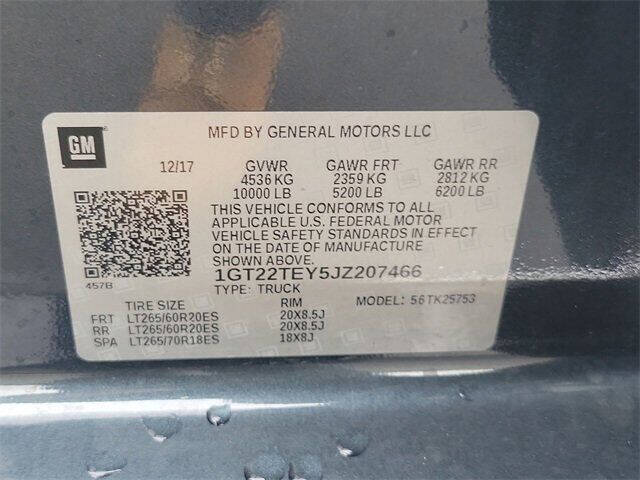 GM
MFD BY GENERAL MOTORS LLC
12/17 GVWR GAWR FRT GAWR RR
4536 KG 2359 KG 2812 KG
10000 LB 5200 LB 6200 LB
THIS VEHICLE CONFORMS TO ALL
APPLICABLE U.S. FEDERAL MOTOR
VEHICLE SAFETY STANDARDS IN EFFECT
ON THE DATE OF MANUFACTURE
SHOWN ABOVE.
1GT22TEY5JZ207466
457B
TYPE: TRUCK MODEL: 56TK25753
TIRE SIZE RIM
FRT LT265/60R20ES 20X8.5J
RR LT265/60R20ES 20X8.5J
SPA LT265/70R18ES 18X8J